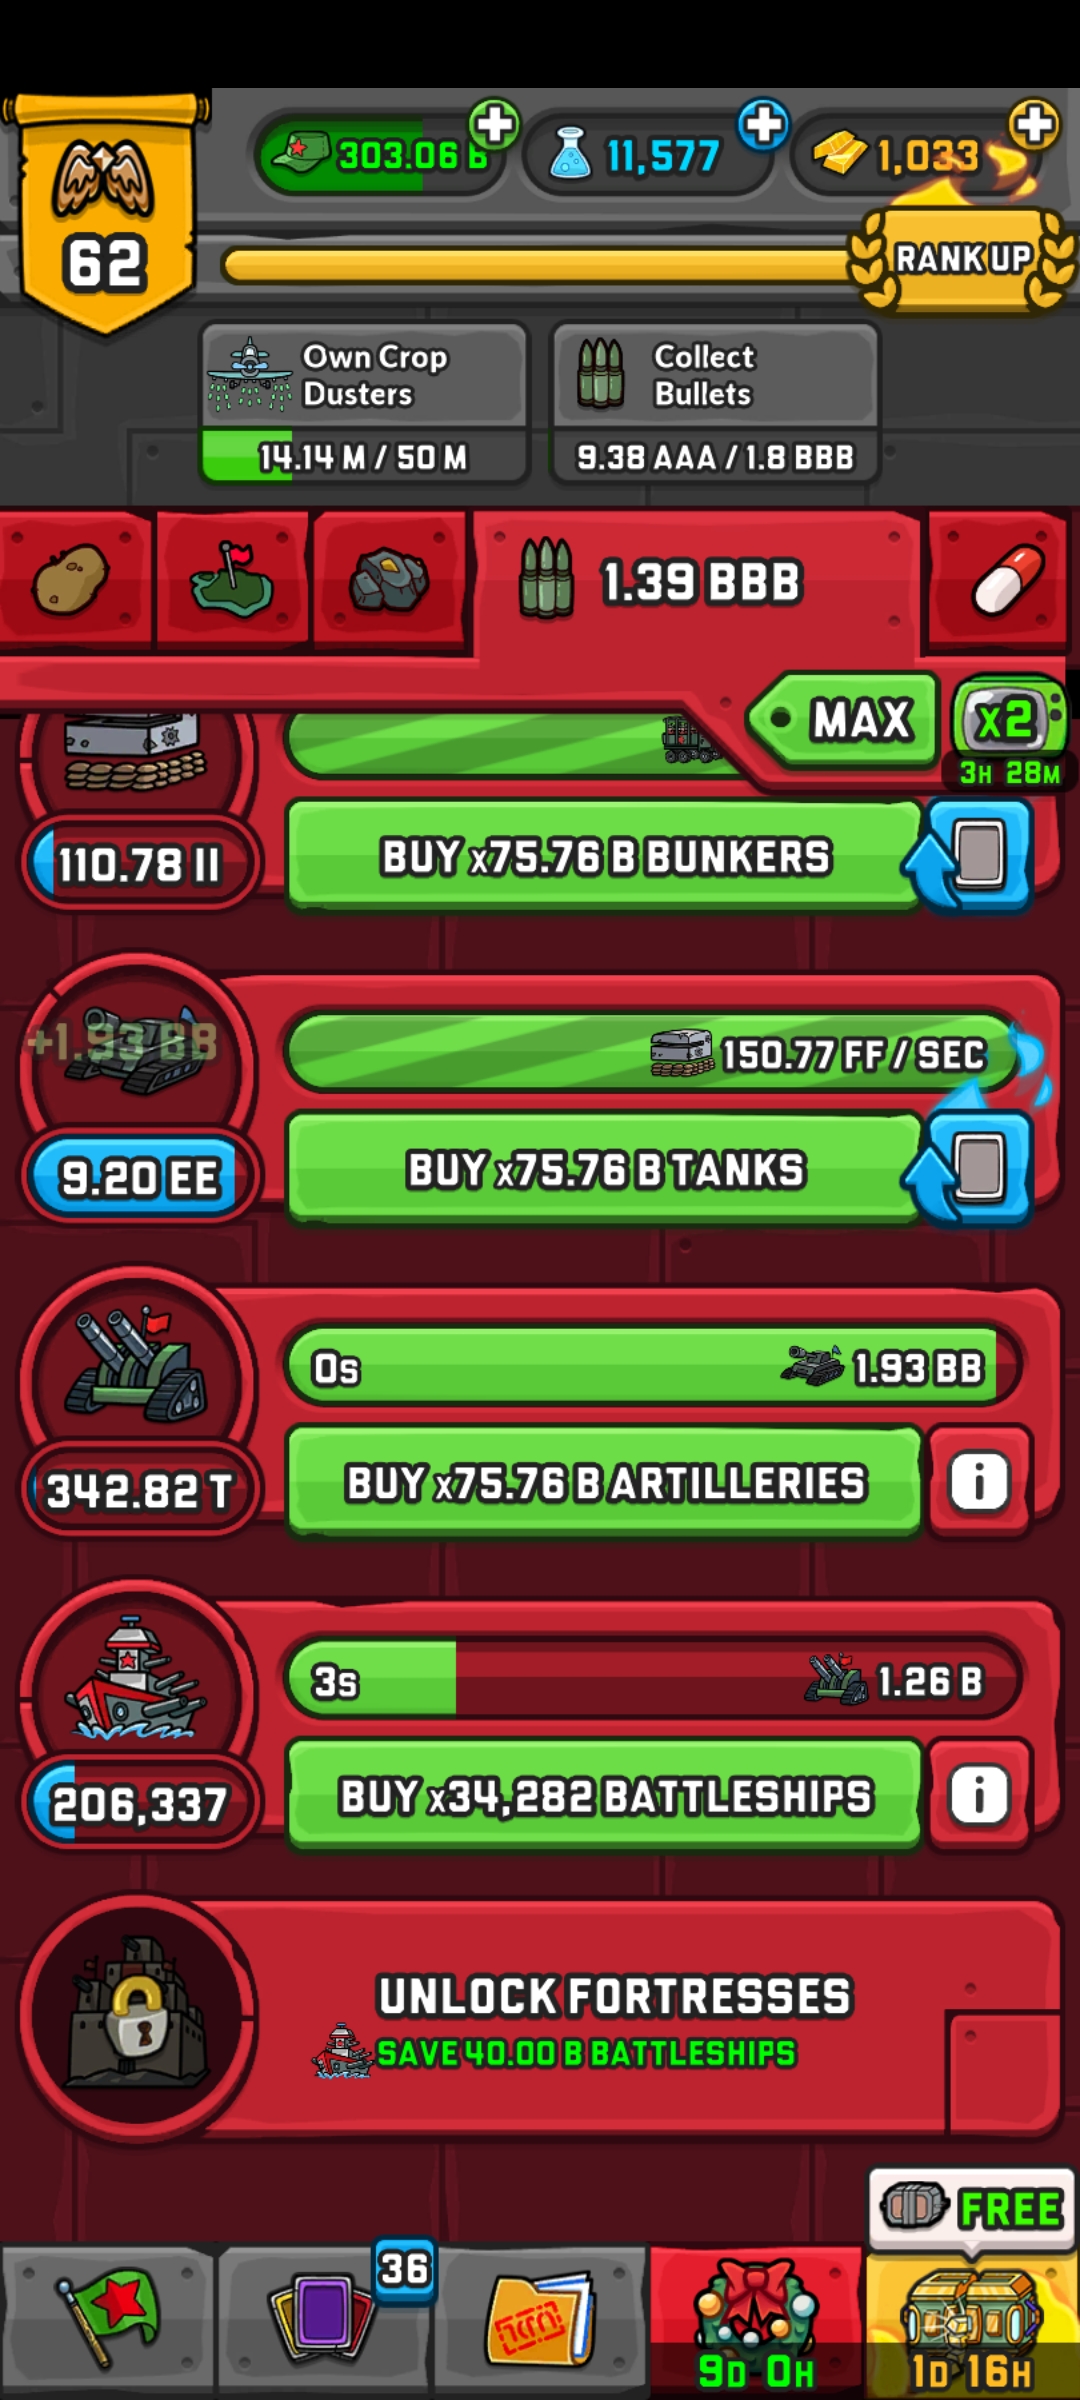 303.06 B
11,577
1,033
62
RANK UP
Own Crop
Dusters
14.14 M / 50 M
Collect
Bullets
9.38 AAA / 1.8 BBB
1.39 BBB
MAX
x2
3H 28M
110.78 II
BUY x75.76 B BUNKERS
+1.93 BB
150.77 FF / SEC
9.20 EE
BUY x75.76 B TANKS
0s
1.93 BB
342.82 T
BUY x75.76 B ARTILLERIES
i
3s
1.26 B
206,337
BUY x34,282 BATTLESHIPS
i
UNLOCK FORTRESSES
SAVE 40.00 B BATTLESHIPS
FREE
36
9D 0H
1D 16H